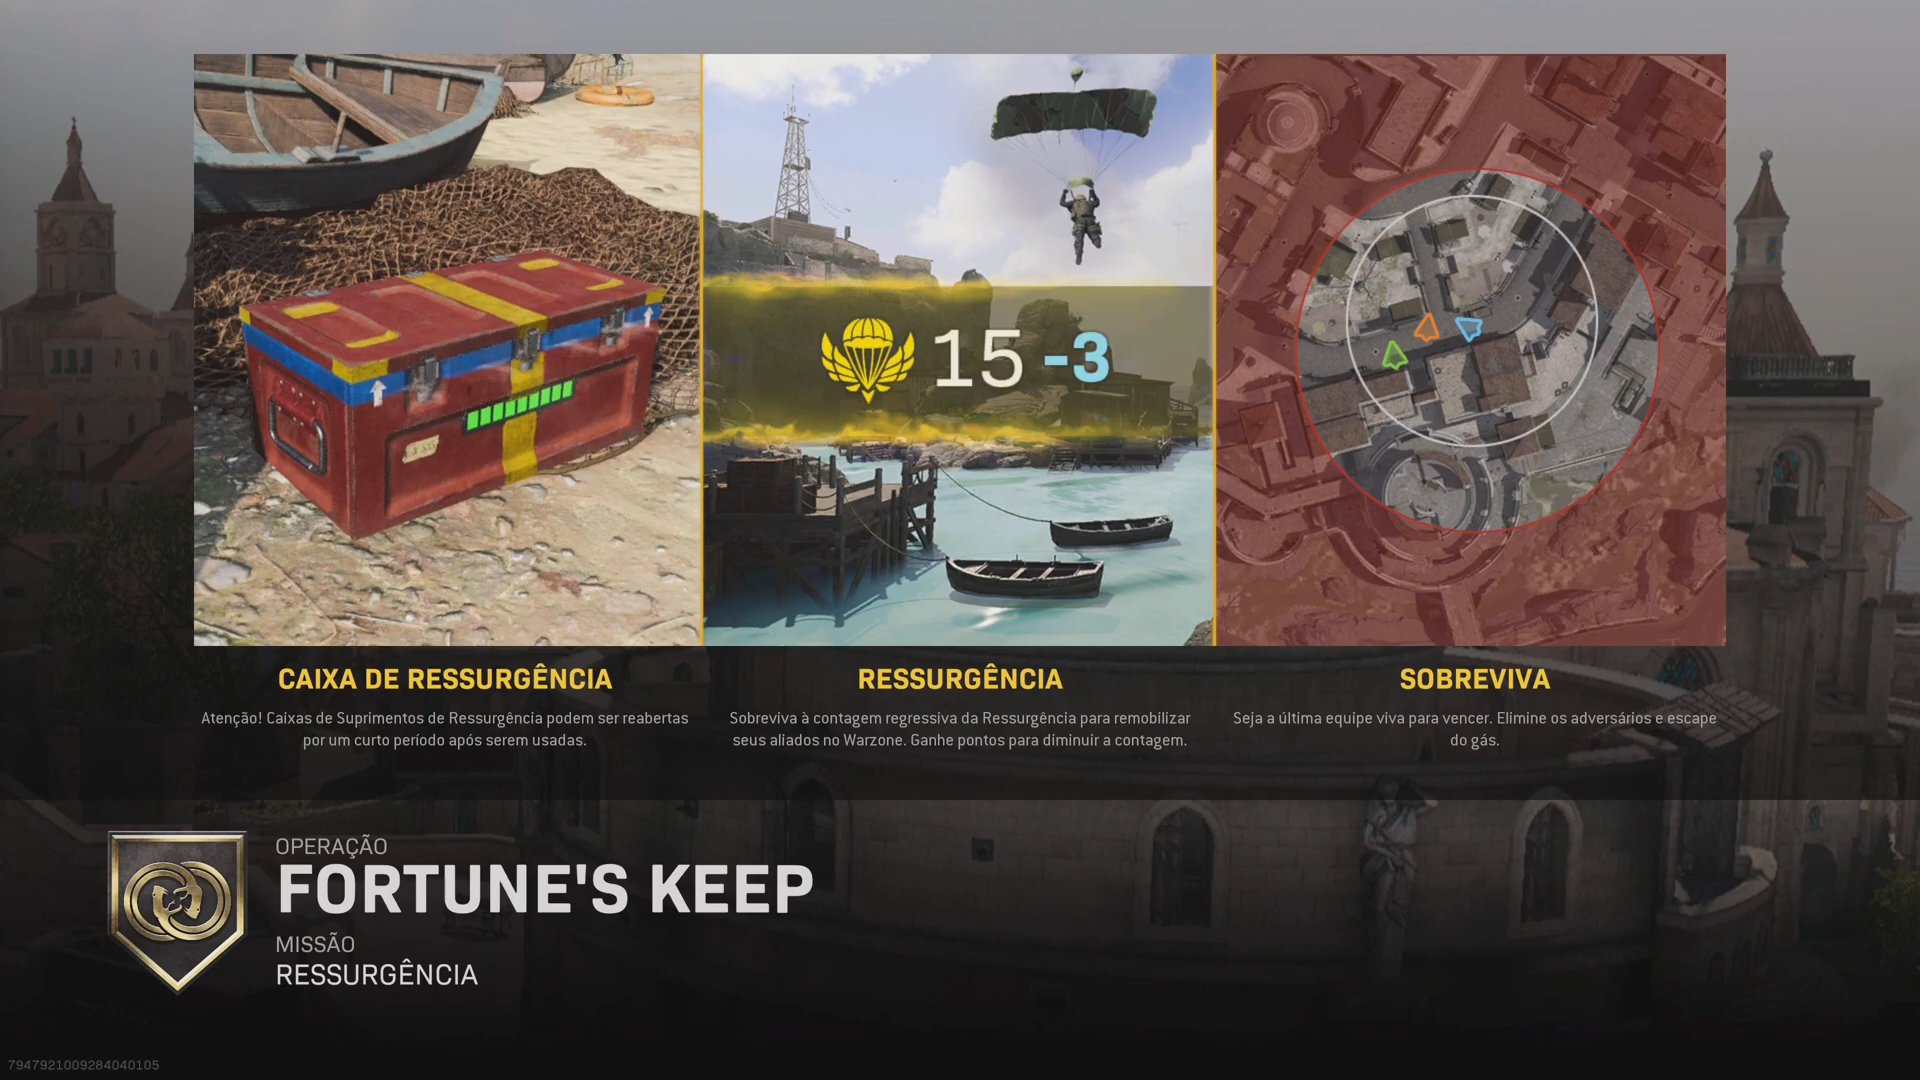 15 -3
CAIXA DE RESSURGÊNCIA
Atenção! Caixas de Suprimentos de Ressurgência podem ser reabertas
por um curto período após serem usadas.
RESSURGÊNCIA
Sobreviva à contagem regressiva da Ressurgência para remobilizar
seus aliados no Warzone. Ganhe pontos para diminuir a contagem.
SOBREVIVA
Seja a última equipe viva para vencer. Elimine os adversários e escape
do gás.
OPERAÇÃO
FORTUNE'S KEEP
MISSÃO
RESSURGÊNCIA
7947921009284040105